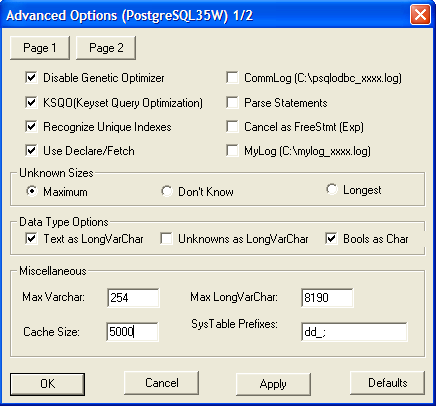 Advanced Options (PostgreSQL35W) 1/2
Page 1 Page 2
Disable Genetic Optimizer CommLog (C:\psqlodbc_xxxx.log)
KSQO(Keyset Query Optimization) Parse Statements
Recognize Unique Indexes Cancel as FreeStmt (Exp)
Use Declare/Fetch MyLog (C:\mylog_xxxx.log)
Unknown Sizes
Maximum Don't Know Longest
Data Type Options
Text as LongVarChar Unknowns as LongVarChar Bools as Char
Miscellaneous
Max Varchar: 254 Max LongVarChar: 8190
Cache Size: 5000 SysTable Prefixes: dd_;
OK Cancel Apply Defaults